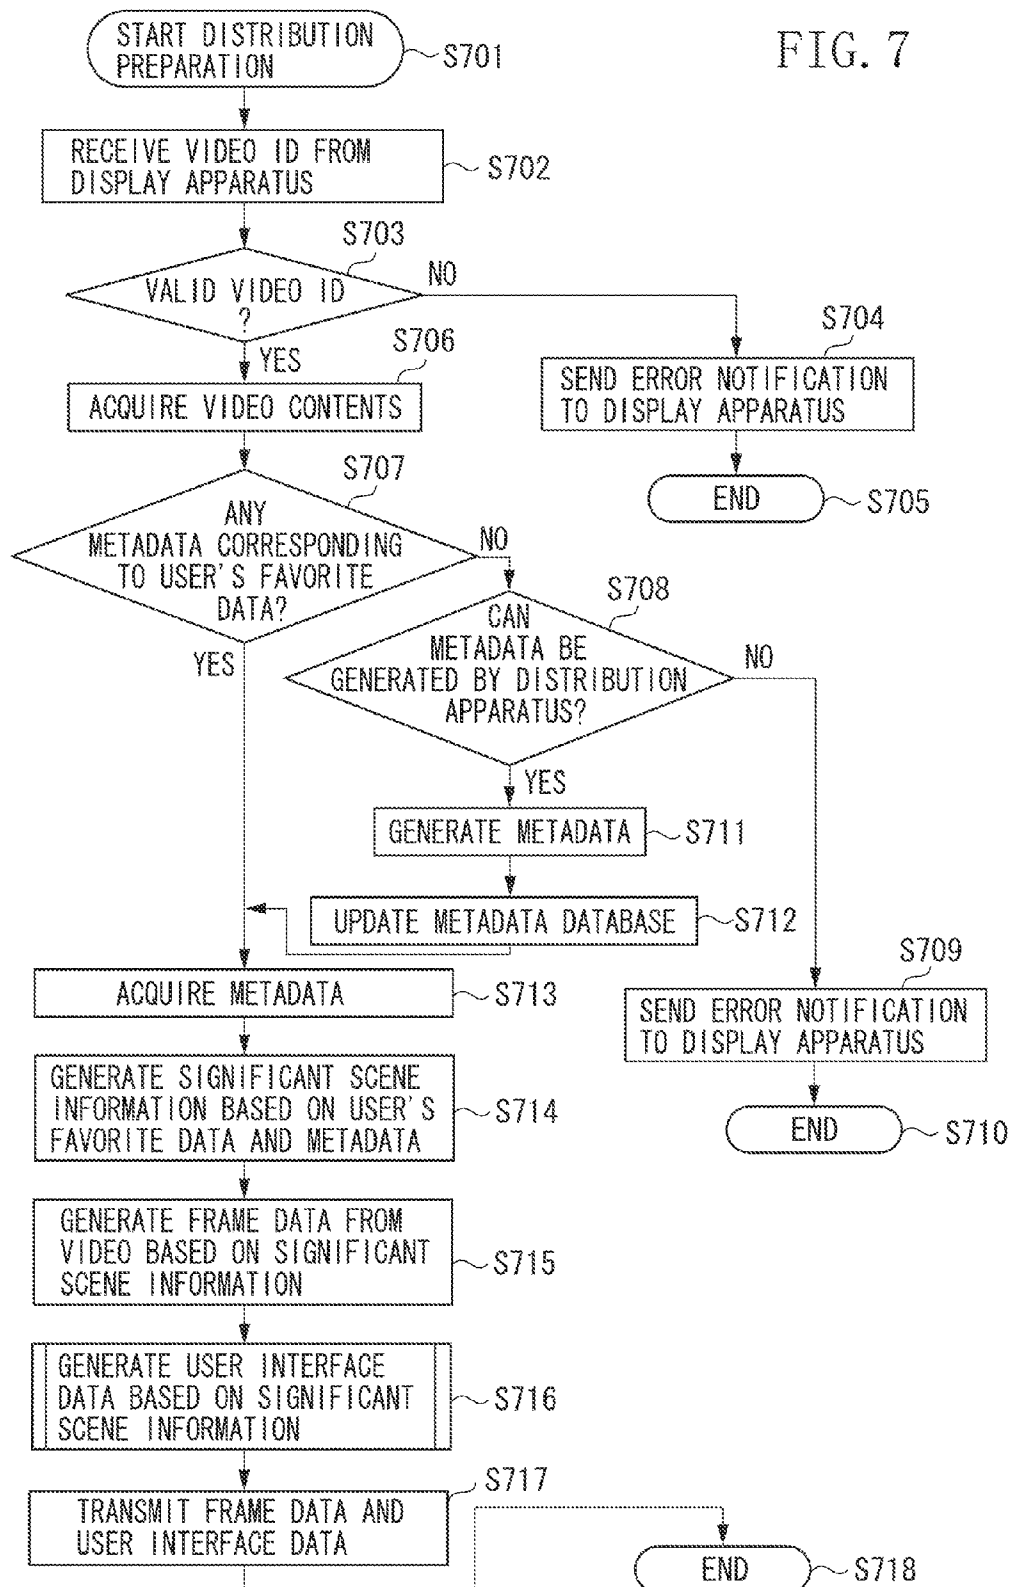 FIG. 7
START DISTRIBUTION
PREPARATION
S701
RECEIVE VIDEO ID FROM
DISPLAY APPARATUS
S702
S703
VALID VIDEO ID
?
NO
YES
S704
SEND ERROR NOTIFICATION
TO DISPLAY APPARATUS
END
S705
S706
ACQUIRE VIDEO CONTENTS
S707
ANY
METADATA CORRESPONDING
TO USER'S FAVORITE
DATA?
NO
YES
S708
CAN
METADATA BE
GENERATED BY DISTRIBUTION
APPARATUS?
NO
YES
GENERATE METADATA
S711
UPDATE METADATA DATABASE
S712
S709
SEND ERROR NOTIFICATION
TO DISPLAY APPARATUS
END
S710
ACQUIRE METADATA
S713
GENERATE SIGNIFICANT SCENE
INFORMATION BASED ON USER'S
FAVORITE DATA AND METADATA
S714
GENERATE FRAME DATA FROM
VIDEO BASED ON SIGNIFICANT
SCENE INFORMATION
S715
GENERATE USER INTERFACE
DATA BASED ON SIGNIFICANT
SCENE INFORMATION
S716
S717
TRANSMIT FRAME DATA AND
USER INTERFACE DATA
END
S718